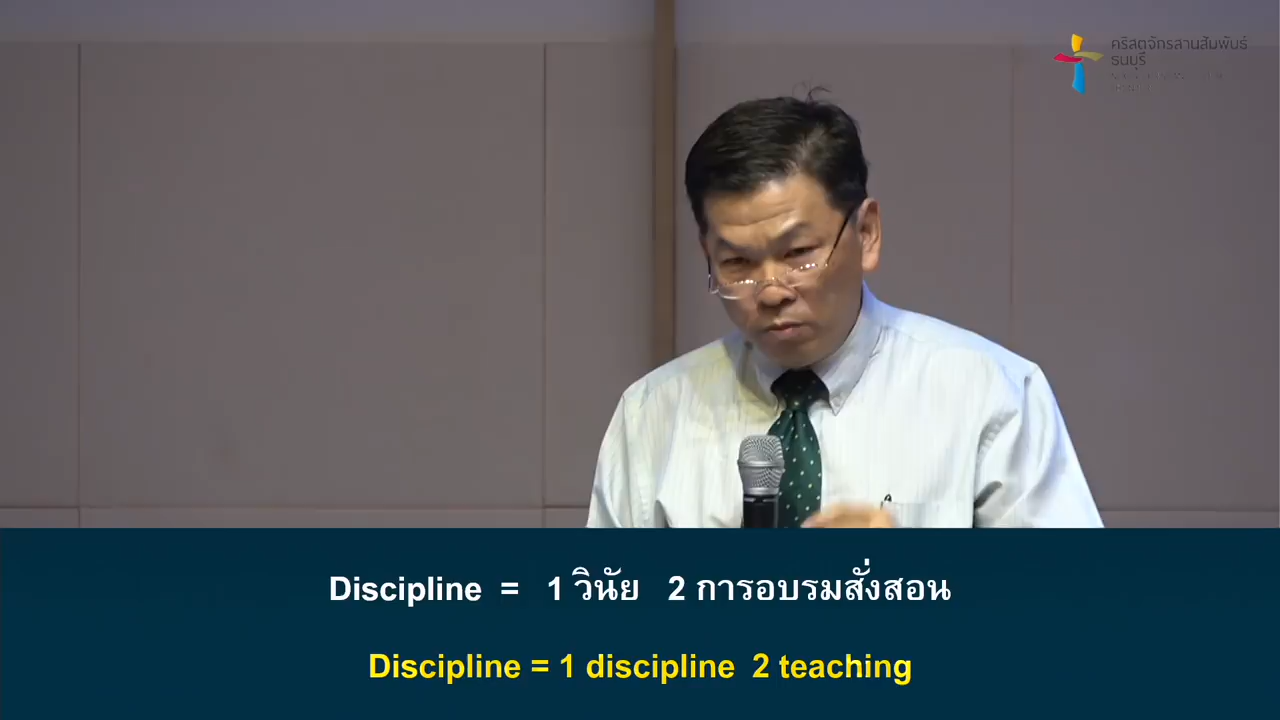 คริสตจักรสานสัมพันธ์
ธนบุรี
Discipline = 1 วินัย 2 การอบรมสั่งสอน
Discipline = 1 discipline 2 teaching